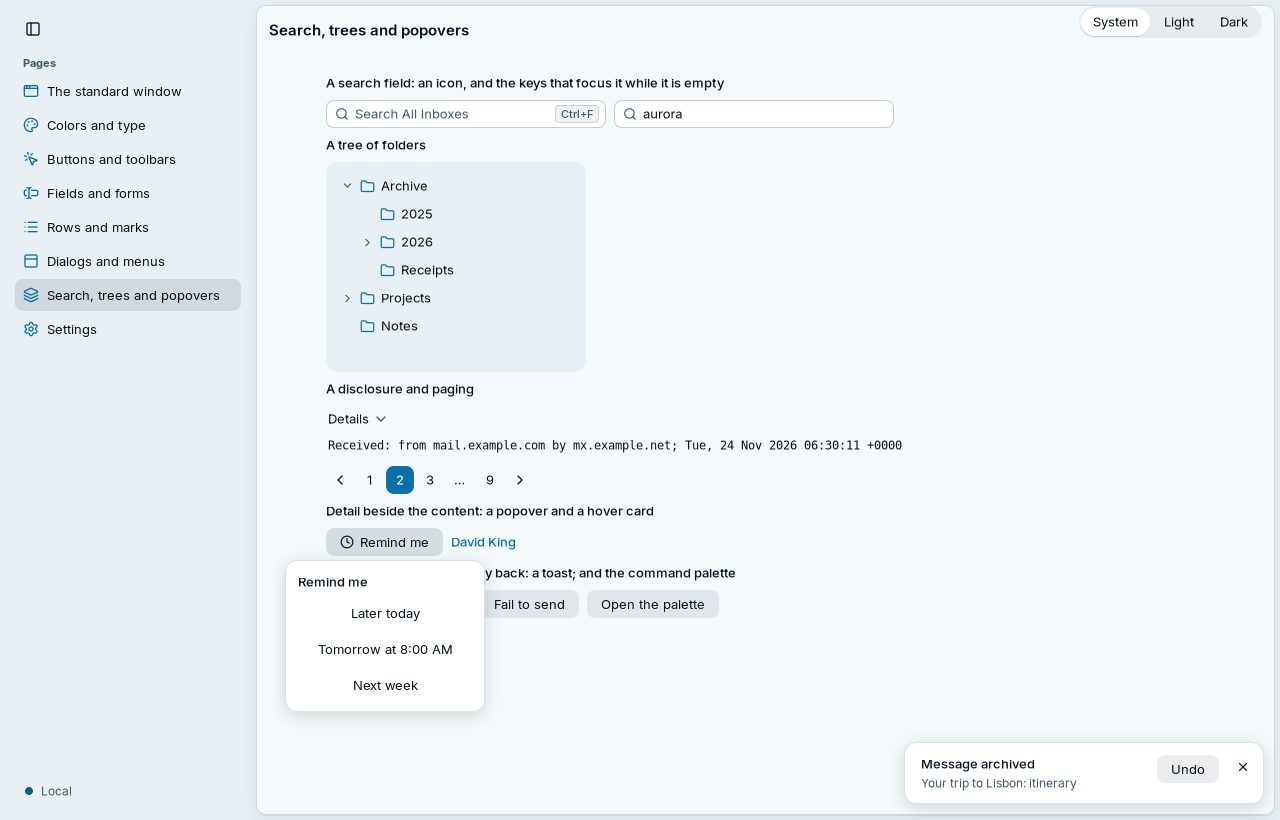 Search, trees and popovers
System
Light
Dark
Pages
The standard window
Colors and type
Buttons and toolbars
Fields and forms
Rows and marks
Dialogs and menus
Search, trees and popovers
Settings
Local
A search field: an icon, and the keys that focus it while it is empty
Search All Inboxes
Ctrl+F
aurora
A tree of folders
Archive
2025
2026
Receipts
Projects
Notes
A disclosure and paging
Details
Received: from mail.example.com by mx.example.net; Tue, 24 Nov 2026 06:30:11 +0000
1 2 3 … 9
Detail beside the content: a popover and a hover card
Remind me
David King
y back: a toast; and the command palette
Fail to send
Open the palette
Remind me
Later today
Tomorrow at 8:00 AM
Next week
Message archived
Your trip to Lisbon: itinerary
Undo